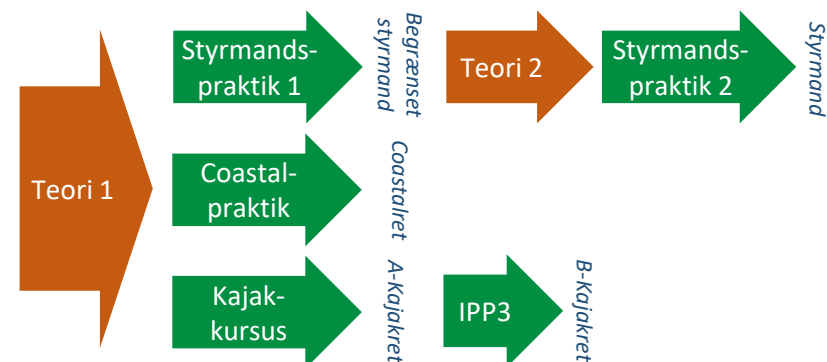 Teori 1
Styrmands-
praktik 1
Begrænset
styrmand
Teori 2
Styrmands-
praktik 2
Styrmand
Coastal-
praktik
Coastalret
Kajak-
kursus
A-Kajakret
IPP3
B-Kajakret